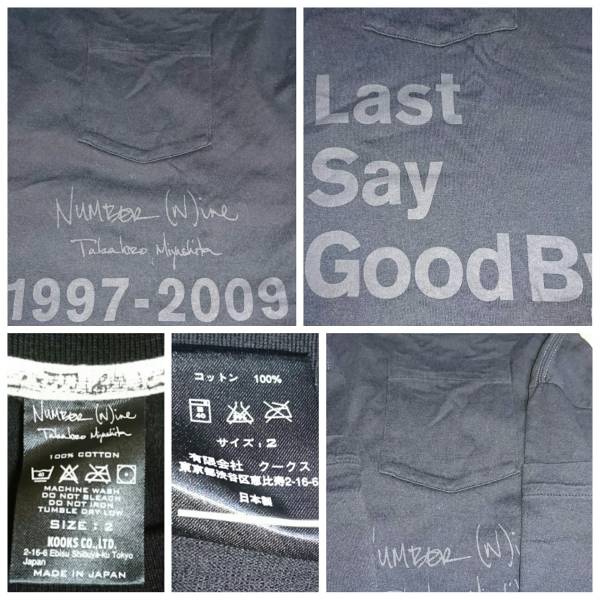 NUMBER (N)ine
Takahiro Miyashita
1997-2009
Last
Say
Good By
NUMBER (N)ine
Takahiro Miyashita
100% COTTON
MACHINE WASH
DO NOT BLEACH
DO NOT IRON
TUMBLE DRY LOW
SIZE : 2
KOOKS CO.,LTD.
2-16-6 Ebisu Shibuya-ku Tokyo
Japan
MADE IN JAPAN
コットン 100%
40
サイズ : 2
有限会社 クークス
東京都渋谷区恵比寿2-16-6
日本製
NUMBER (N)i